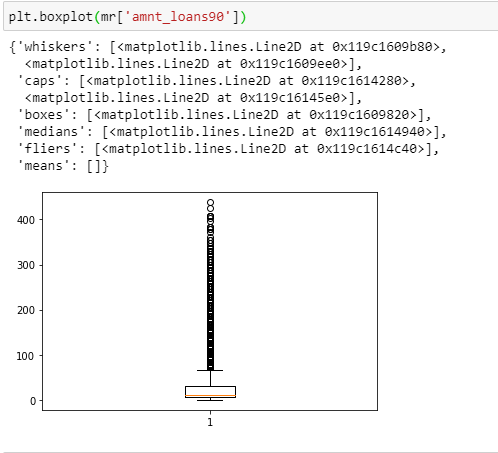 plt.boxplot(mr['amnt_loans90'])
{'whiskers': [<matplotlib.lines.Line2D at 0x119c1609b80>,
<matplotlib.lines.Line2D at 0x119c1609ee0>],
'caps': [<matplotlib.lines.Line2D at 0x119c1614280>,
<matplotlib.lines.Line2D at 0x119c16145e0>],
'boxes': [<matplotlib.lines.Line2D at 0x119c1609820>],
'medians': [<matplotlib.lines.Line2D at 0x119c1614940>],
'fliers': [<matplotlib.lines.Line2D at 0x119c1614c40>],
'means': []}
400
300
200
100
0
1